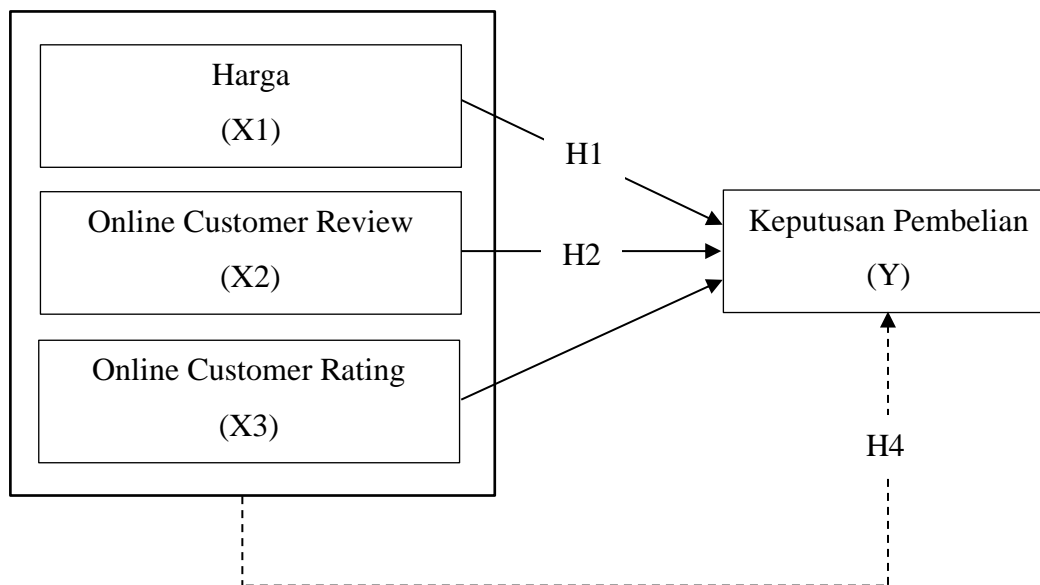 Harga
(X1)
H1
Online Customer Review
(X2)
H2
Keputusan Pembelian
(Y)
Online Customer Rating
(X3)
H4